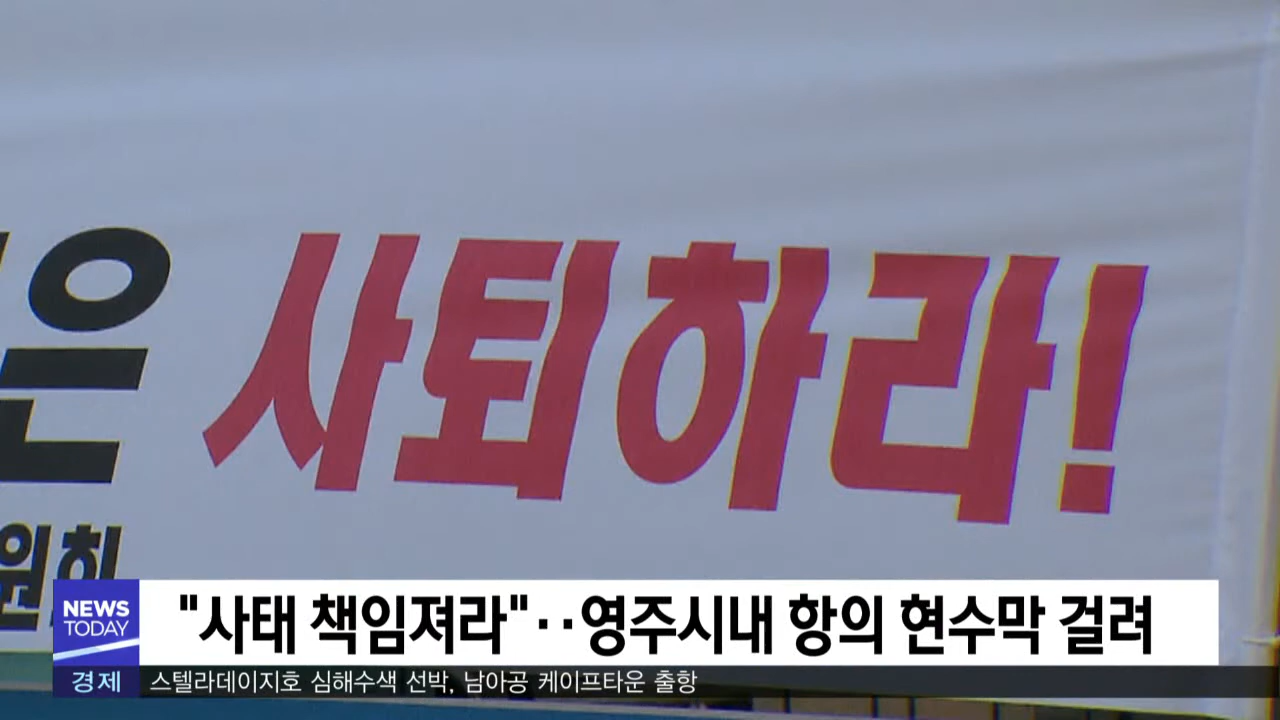 은 사퇴하라!
원회
NEWS
TODAY
"사태 책임져라"‥영주시내 항의 현수막 걸려
경제 스텔라데이지호 심해수색 선박, 남아공 케이프타운 출항